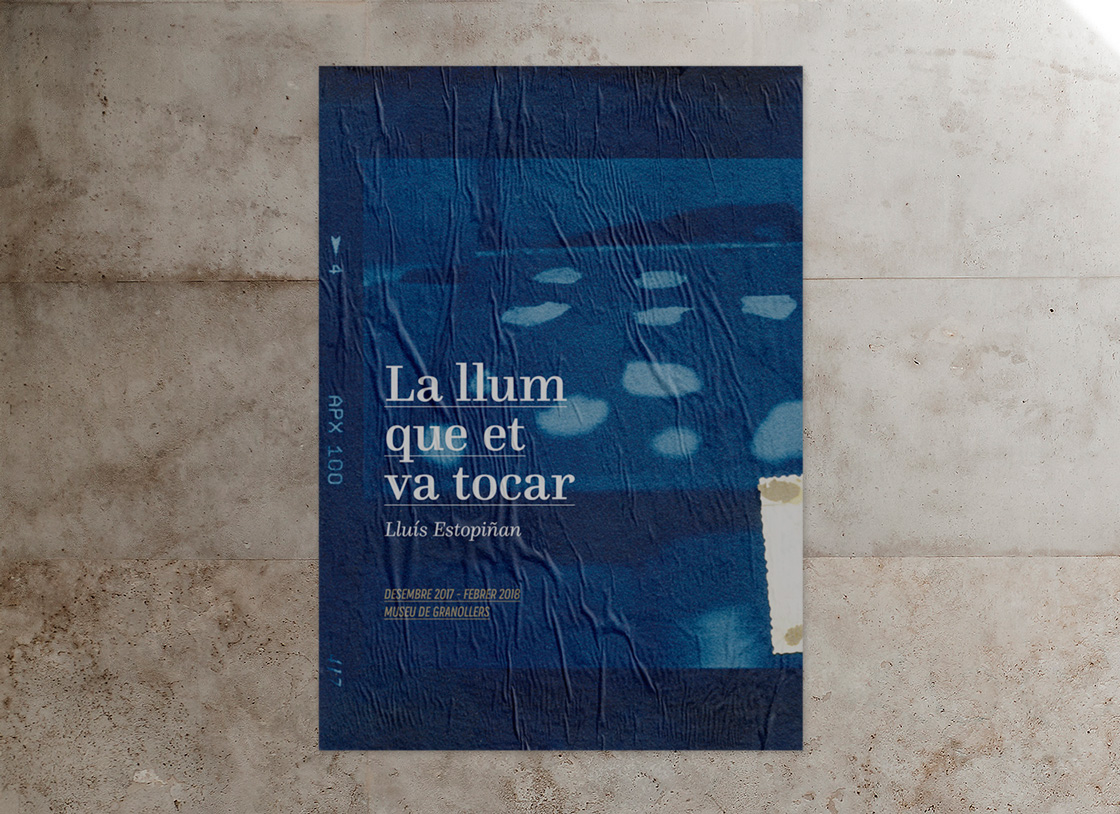 4
APX 100
La llum
que et
va tocar
Lluís Estopiñan
DESEMBRE 2017 - FEBRER 2018
MUSEU DE GRANOLLERS